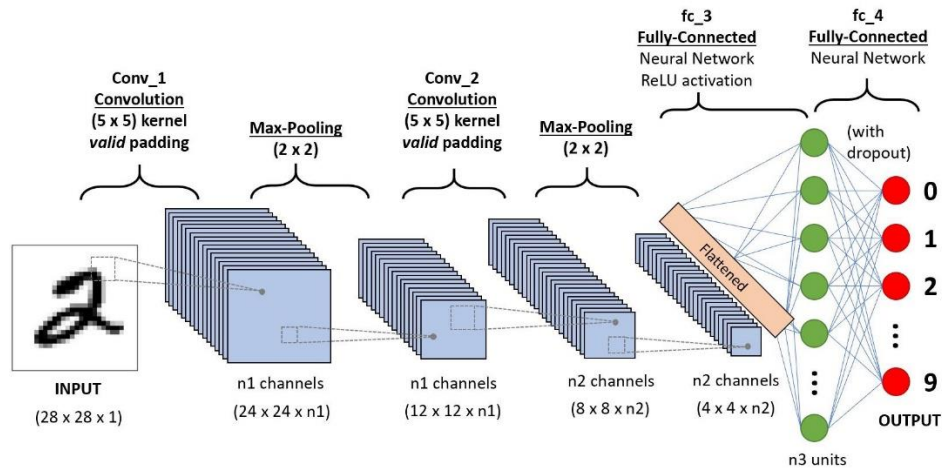 fc_3
Fully-Connected
Neural Network
ReLU activation
fc_4
Fully-Connected
Neural Network
Conv_1
Convolution
(5 x 5) kernel
valid padding
Max-Pooling
(2 x 2)
Conv_2
Convolution
(5 x 5) kernel
valid padding
Max-Pooling
(2 x 2)
(with
dropout)
Flattened
0
1
2
9
INPUT
(28 x 28 x 1)
n1 channels
(24 x 24 x n1)
n1 channels
(12 x 12 x n1)
n2 channels
(8 x 8 x n2)
n2 channels
(4 x 4 x n2)
OUTPUT
n3 units
2